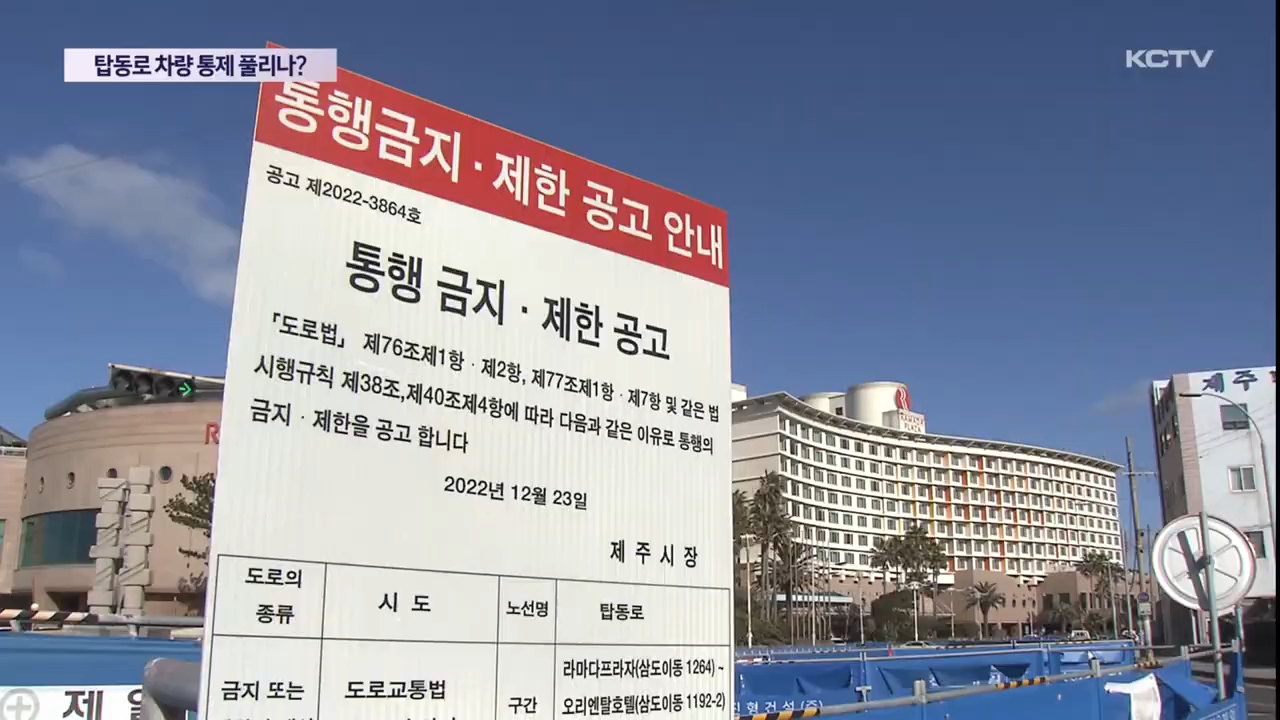 탑동로 차량 통제 풀리나?
KCTV
통행금지 · 제한 공고 안내
공고 제2022-3864호
통행 금지 · 제한 공고
「도로법」 제76조제1항 · 제2항, 제77조제1항 · 제7항 및 같은 법
시행규칙 제38조,제40조제4항에 따라 다음과 같은 이유로 통행의
금지 · 제한을 공고 합니다
2022년 12월 23일
제 주 시 장
도로의
종류
시 도
노선명
탑동로
금지 또는
도로교통법
구간
라마다프라자(삼도이동 1264) ~
오리엔탈호텔(삼도이동 1192-2)
R
RAMADA
PLAZA
제주
제
건설(주)